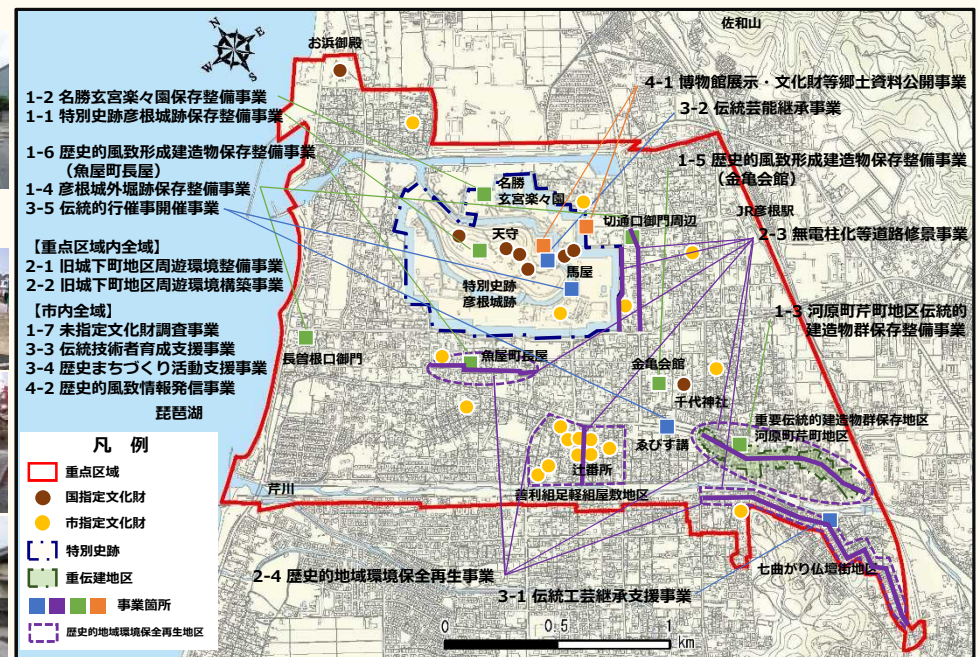 N
E
W
S
佐和山
お浜御殿
4-1 博物館展示・文化財等郷土資料公開事業
3-2 伝統芸能継承事業
1-2 名勝玄宮楽々園保存整備事業
1-1 特別史跡彦根城跡保存整備事業
1-6 歴史的風致形成建造物保存整備事業
(魚屋町長屋)
1-4 彦根城外堀跡保存整備事業
3-5 伝統的行催事開催事業
1-5 歴史的風致形成建造物保存整備事業
(金亀会館)
【重点区域内全域】
2-1 旧城下町地区周遊環境整備事業
2-2 旧城下町地区周遊環境構築事業
【市内全域】
1-7 未指定文化財調査事業
3-3 伝統技術者育成支援事業
3-4 歴史まちづくり活動支援事業
4-2 歴史的風致情報発信事業
名勝
玄宮楽々園
切通口御門周辺
JR彦根駅
天守
2-3 無電柱化等道路修景事業
馬屋
特別史跡
彦根城跡
1-3 河原町芹町地区伝統的
建造物群保存整備事業
長曽根口御門
魚屋町長屋
金亀会館
千代神社
琵琶湖
重要伝統的建造物群保存地区
河原町芹町地区
ゑびす講
辻番所
善利組足軽組屋敷地区
芹川
七曲がり仏壇街地区
2-4 歴史的地域環境保全再生事業
3-1 伝統工芸継承支援事業
凡 例
重点区域
国指定文化財
市指定文化財
特別史跡
重伝建地区
事業箇所
歴史的地域環境保全再生地区
0 0.5 1
km